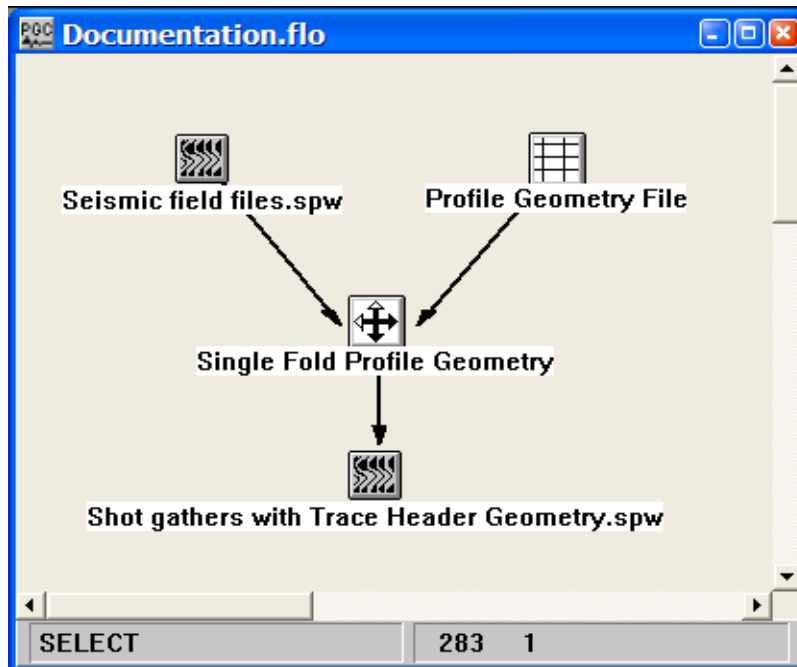 PGC
Documentation.flo
Seismic field files.spw
Profile Geometry File
Single Fold Profile Geometry
Shot gathers with Trace Header Geometry.spw
SELECT
283 1